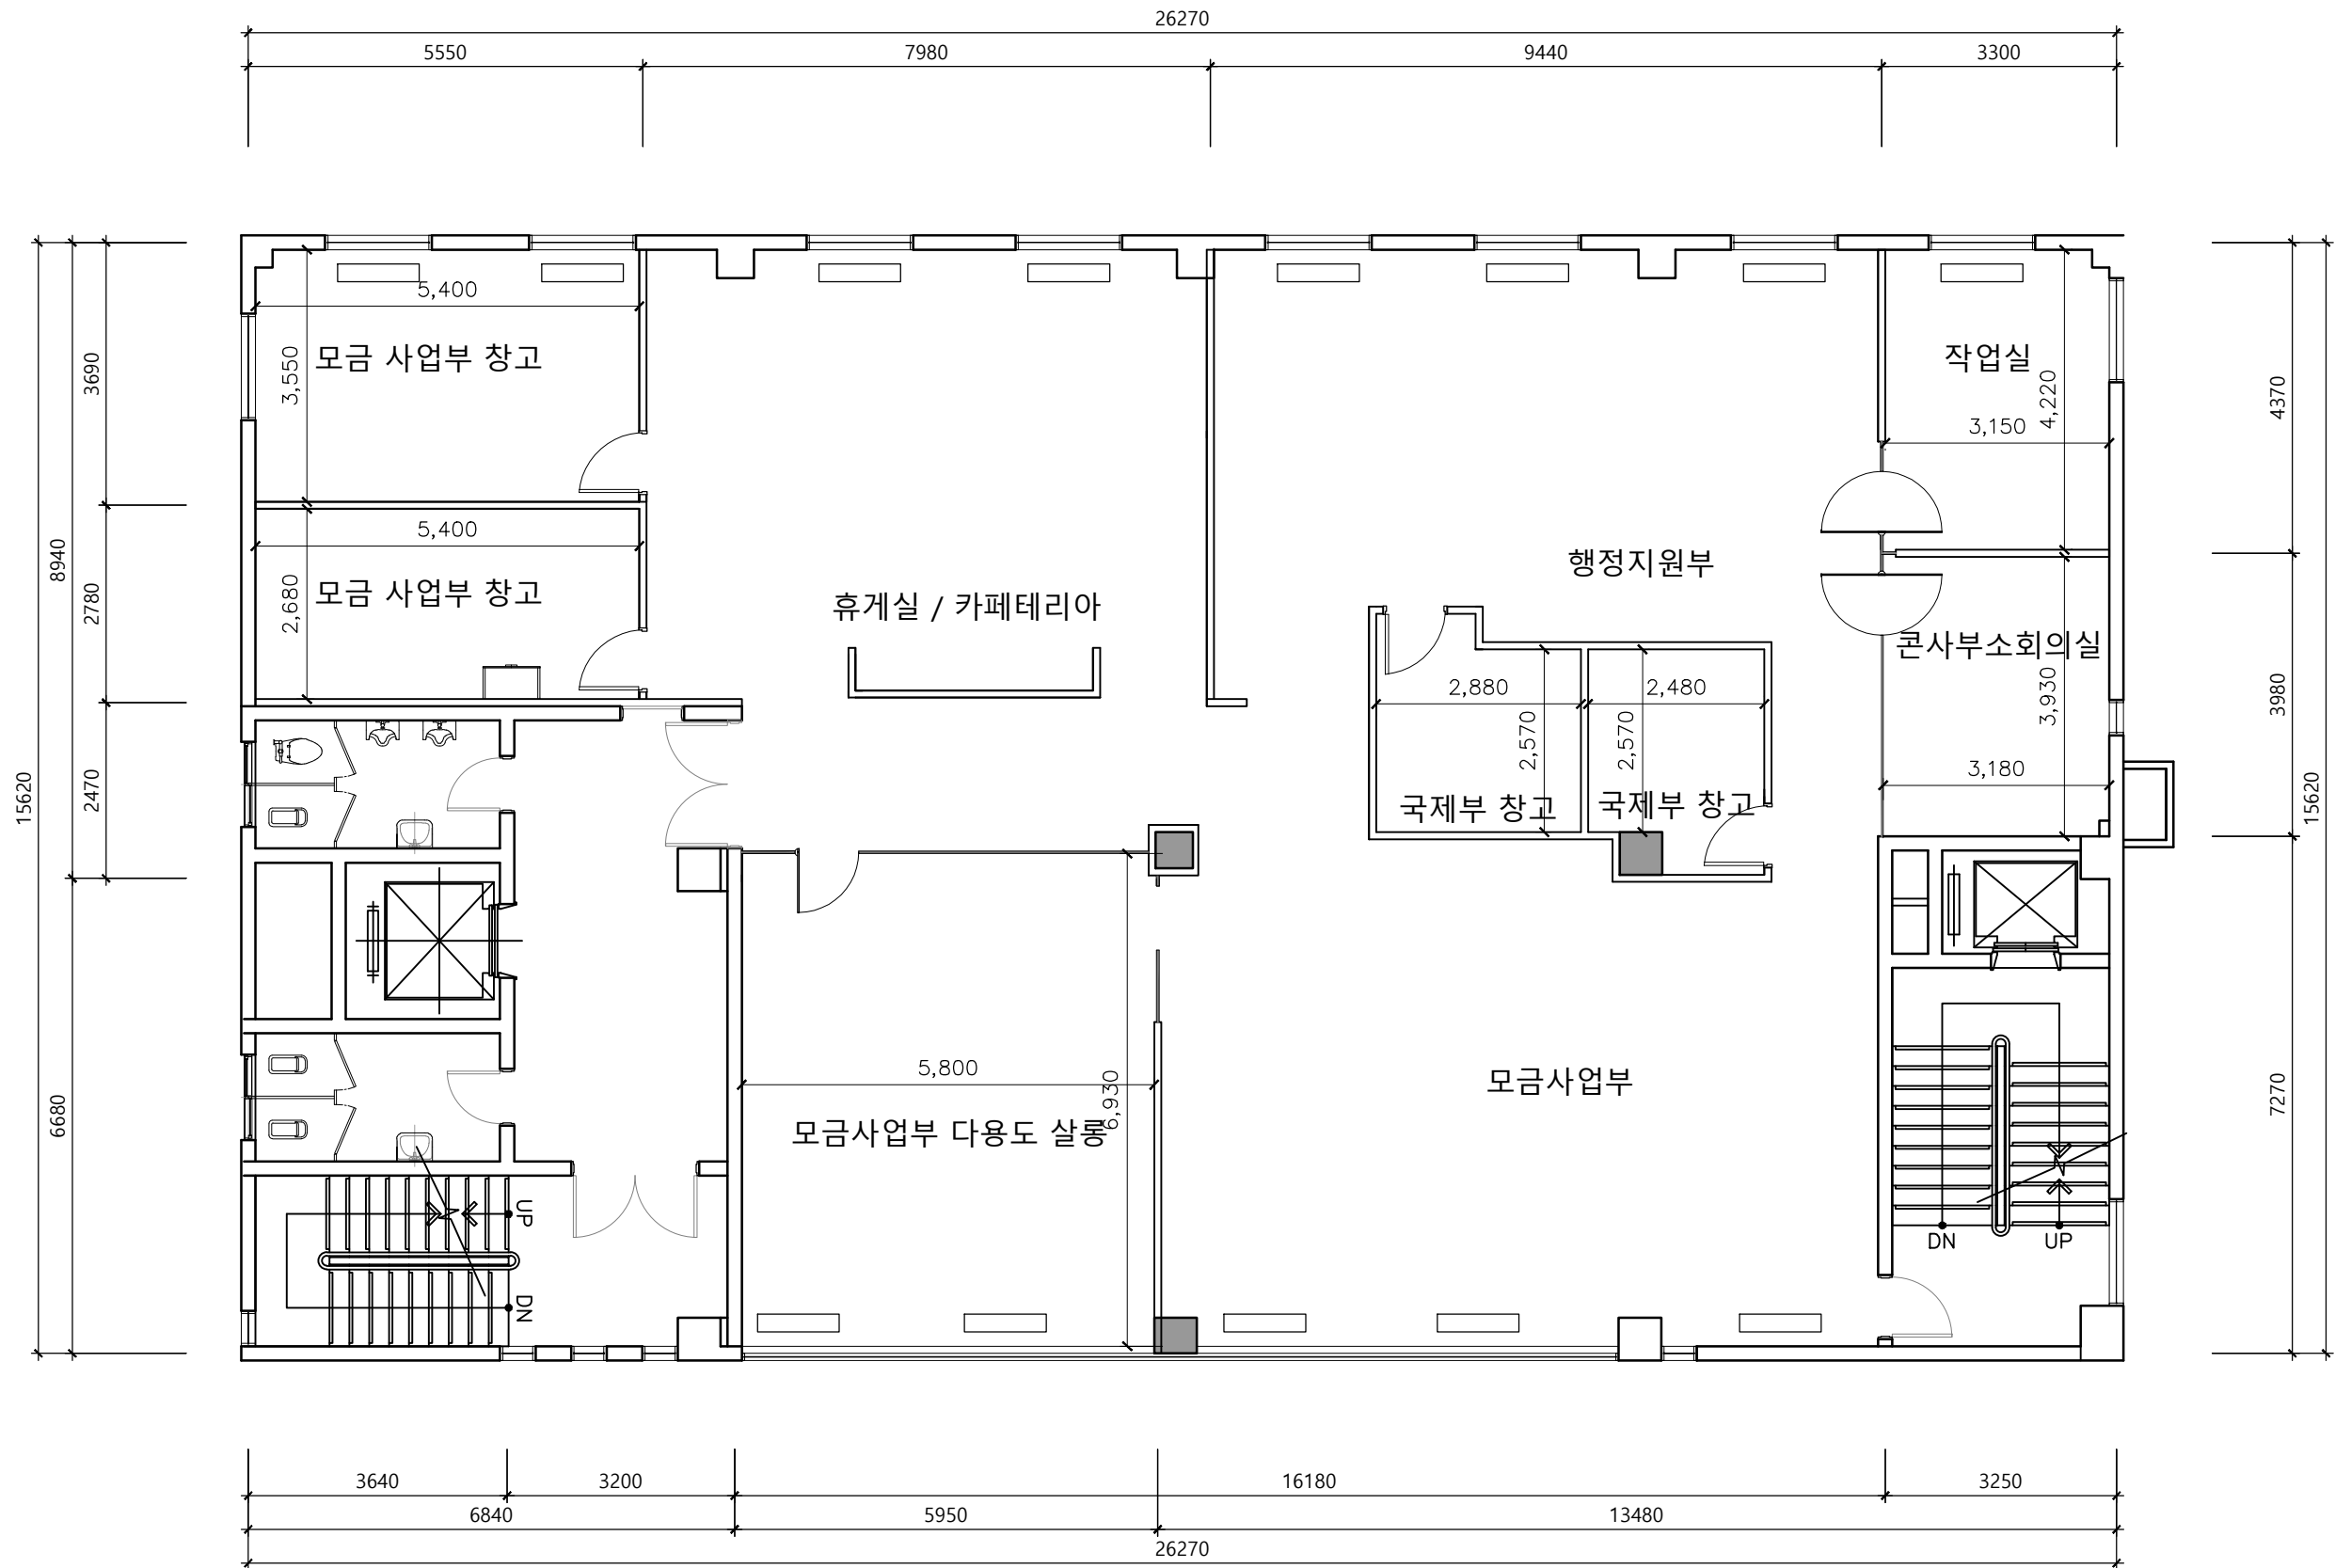 26270
5550
7980
9440
3300
5,400
3,550
모금 사업부 창고
작업실
4,220
3,150
3690
4370
8940
5,400
2,680
모금 사업부 창고
2780
휴게실 / 카페테리아
행정지원부
콘사부소회의실
3,930
3980
2,880
2,480
2,570
2,570
국제부 창고
국제부 창고
3,180
15620
2470
15620
5,800
6,930
모금사업부 다용도 살롱
모금사업부
6680
7270
UP
DN
DN
UP
3640
3200
16180
3250
6840
5950
13480
26270